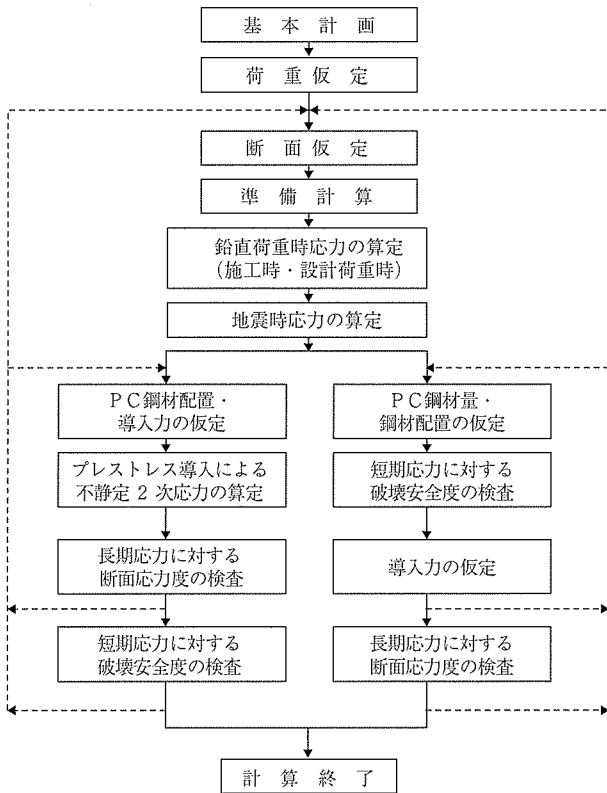 基本計画
荷重仮定
断面仮定
準備計算
鉛直荷重時応力の算定
（施工時・設計荷重時）
地震時応力の算定
ＰＣ鋼材配置・
導入力の仮定
プレストレス導入による
不静定２次応力の算定
長期応力に対する
断面応力度の検査
短期応力に対する
破壊安全度の検査
ＰＣ鋼材量・
鋼材配置の仮定
短期応力に対する
破壊安全度の検査
導入力の仮定
長期応力に対する
断面応力度の検査
計算終了